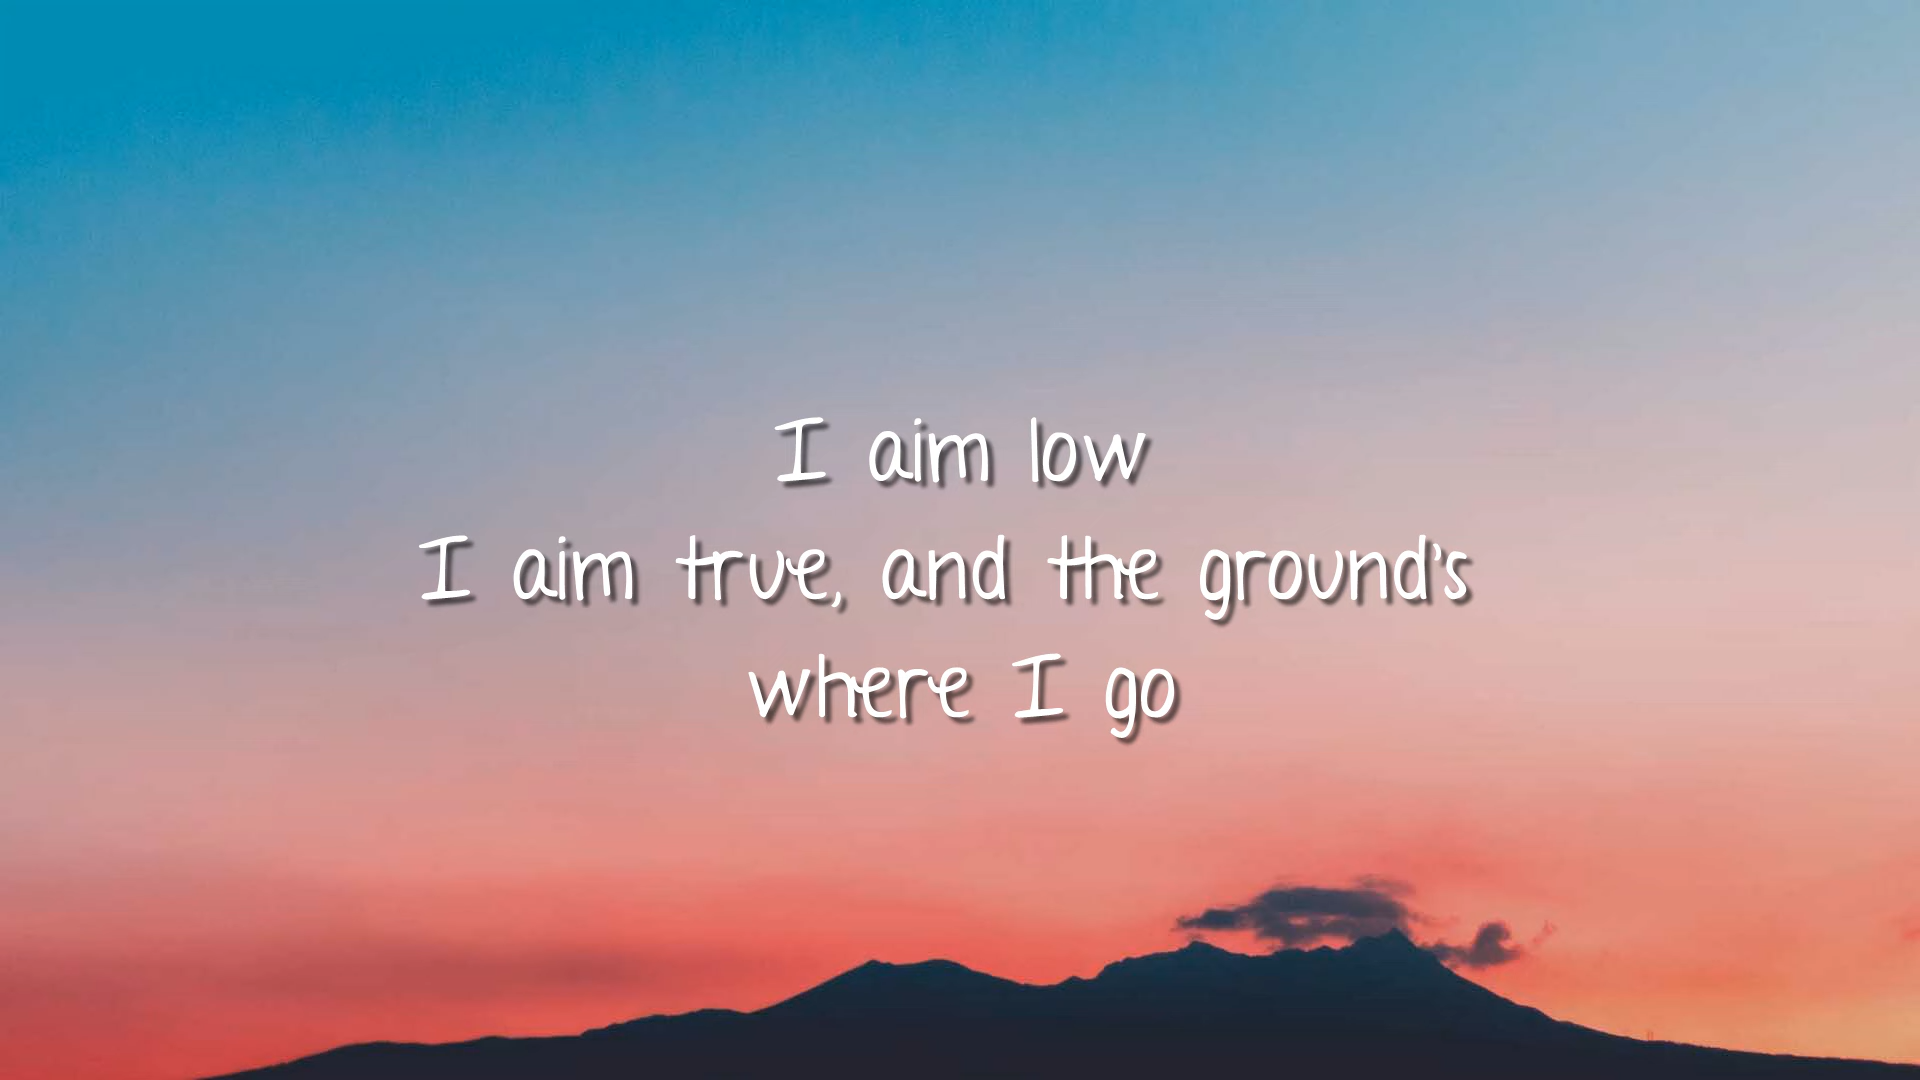 I aim low
I aim true, and the ground's
where I go